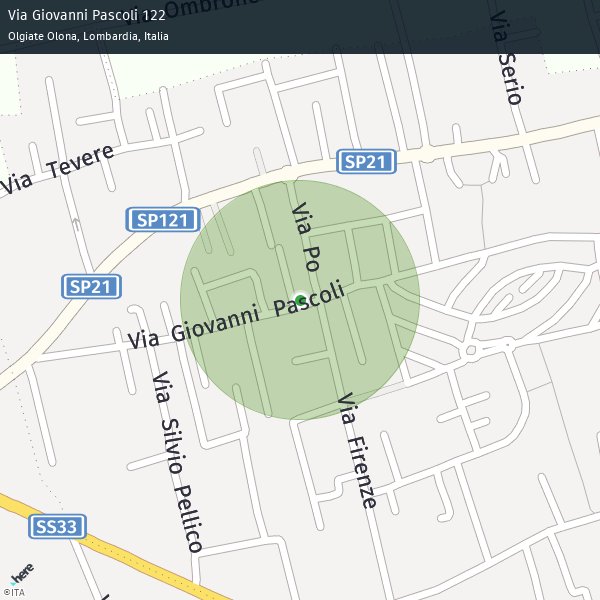 Via Giovanni Pascoli 122
Olgiate Olona, Lombardia, Italia
Via Ombrone
Via Serio
Via Tevere
SP21
SP121
Via Po
SP21
Via Giovanni Pascoli
Via Silvio Pellico
Via Firenze
SS33
here
©ITA